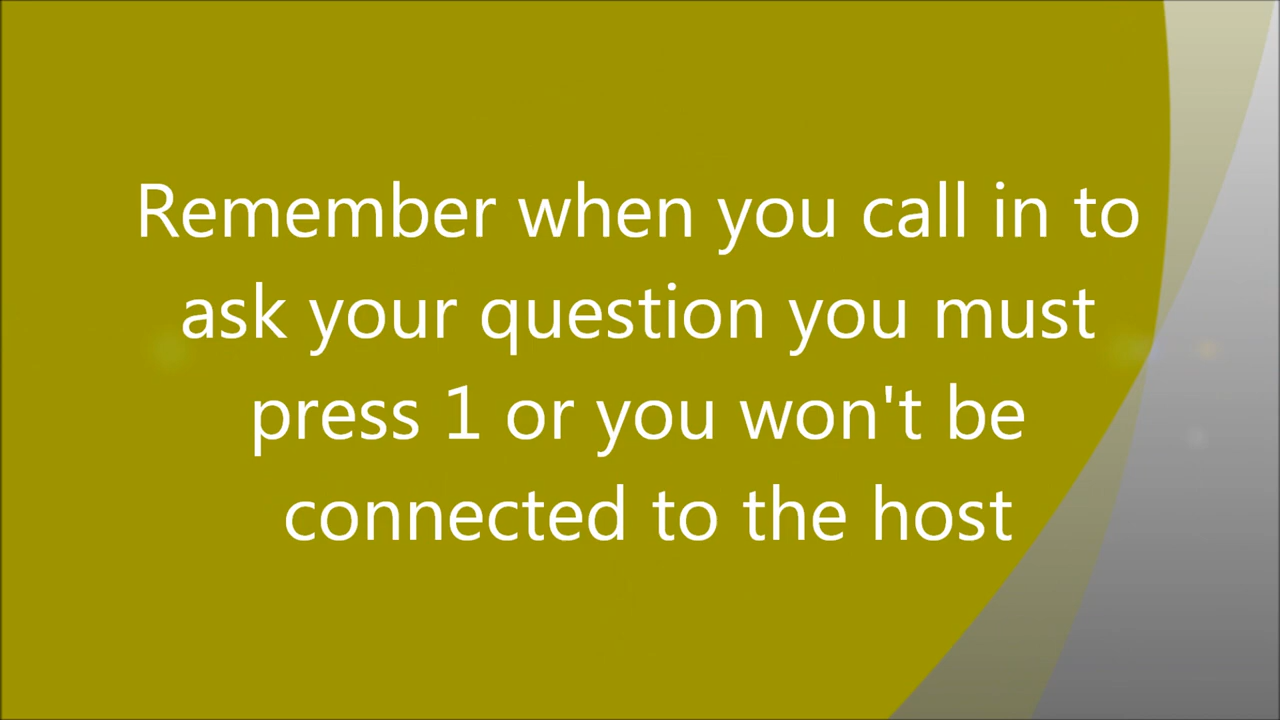 Remember when you call in to
ask your question you must
press 1 or you won't be
connected to the host